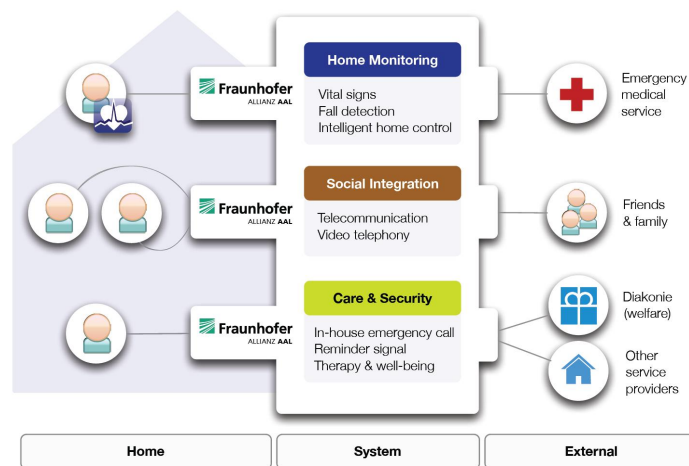 Home Monitoring
Fraunhofer
ALLIANZ AAL
Vital signs
Fall detection
Intelligent home control
Emergency
medical
service
Social Integration
Fraunhofer
ALLIANZ AAL
Telecommunication
Video telephony
Friends
& family
Care & Security
Fraunhofer
ALLIANZ AAL
In-house emergency call
Reminder signal
Therapy & well-being
Diakonie
(welfare)
Other
service
providers
Home
System
External